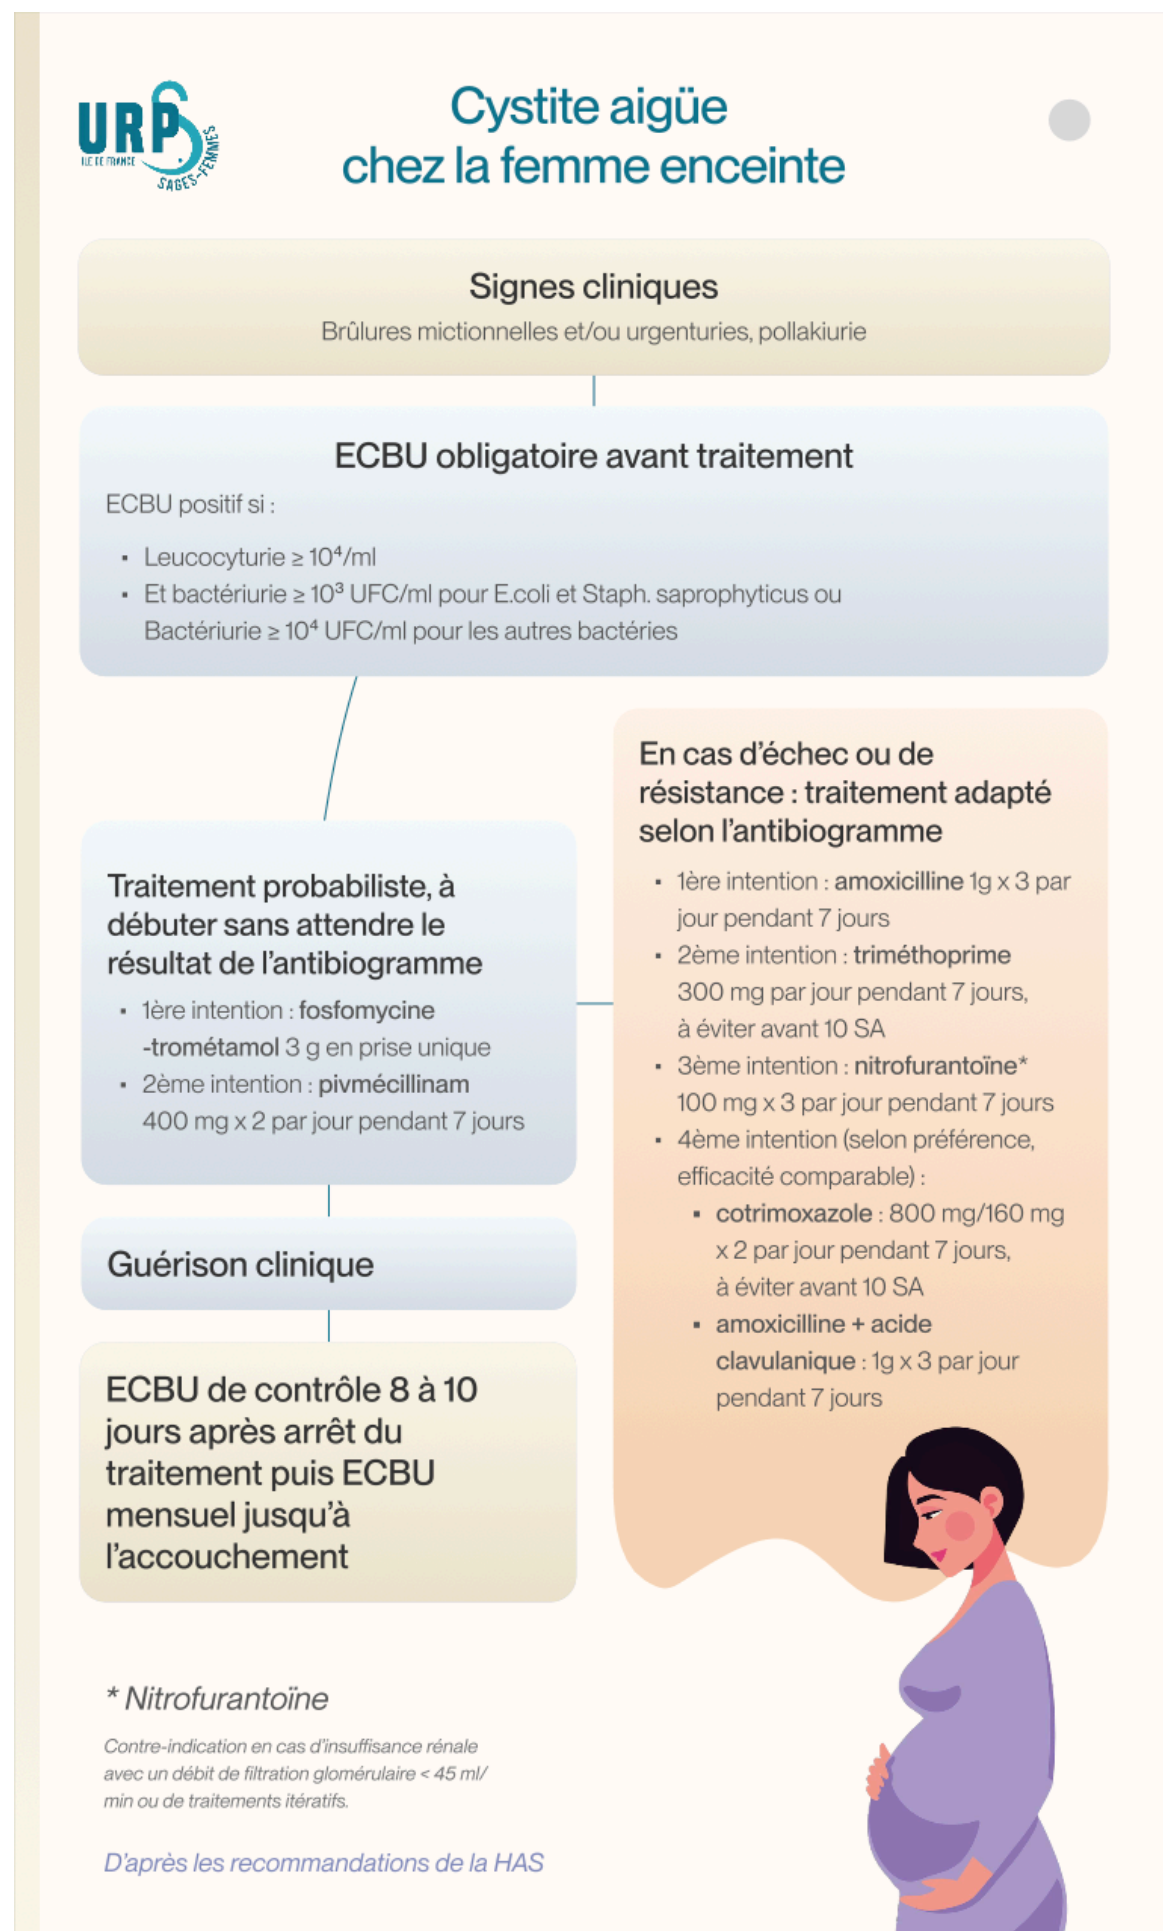 URPS
ILE DE FRANCE
SAGES-FEMMES
Cystite aigüe
chez la femme enceinte
Signes cliniques
Brûlures mictionnelles et/ou urgenturies, pollakiurie
ECBU obligatoire avant traitement
ECBU positif si :
▪ Leucocyturie ≥ 10⁴/ml
▪ Et bactériurie ≥ 10³ UFC/ml pour E.coli et Staph. saprophyticus ou
Bactériurie ≥ 10⁴ UFC/ml pour les autres bactéries
Traitement probabiliste, à
débuter sans attendre le
résultat de l'antibiogramme
▪ 1ère intention : fosfomycine
-trométamol 3 g en prise unique
▪ 2ème intention : pivmécillinam
400 mg x 2 par jour pendant 7 jours
Guérison clinique
ECBU de contrôle 8 à 10
jours après arrêt du
traitement puis ECBU
mensuel jusqu'à
l'accouchement
En cas d'échec ou de
résistance : traitement adapté
selon l'antibiogramme
▪ 1ère intention : amoxicilline 1g x 3 par
jour pendant 7 jours
▪ 2ème intention : triméthoprime
300 mg par jour pendant 7 jours,
à éviter avant 10 SA
▪ 3ème intention : nitrofurantoïne*
100 mg x 3 par jour pendant 7 jours
▪ 4ème intention (selon préférence,
efficacité comparable) :
▪ cotrimoxazole : 800 mg/160 mg
x 2 par jour pendant 7 jours,
à éviter avant 10 SA
▪ amoxicilline + acide
clavulanique : 1g x 3 par jour
pendant 7 jours
* Nitrofurantoïne
Contre-indication en cas d'insuffisance rénale
avec un débit de filtration glomérulaire < 45 ml/
min ou de traitements itératifs.
D'après les recommandations de la HAS